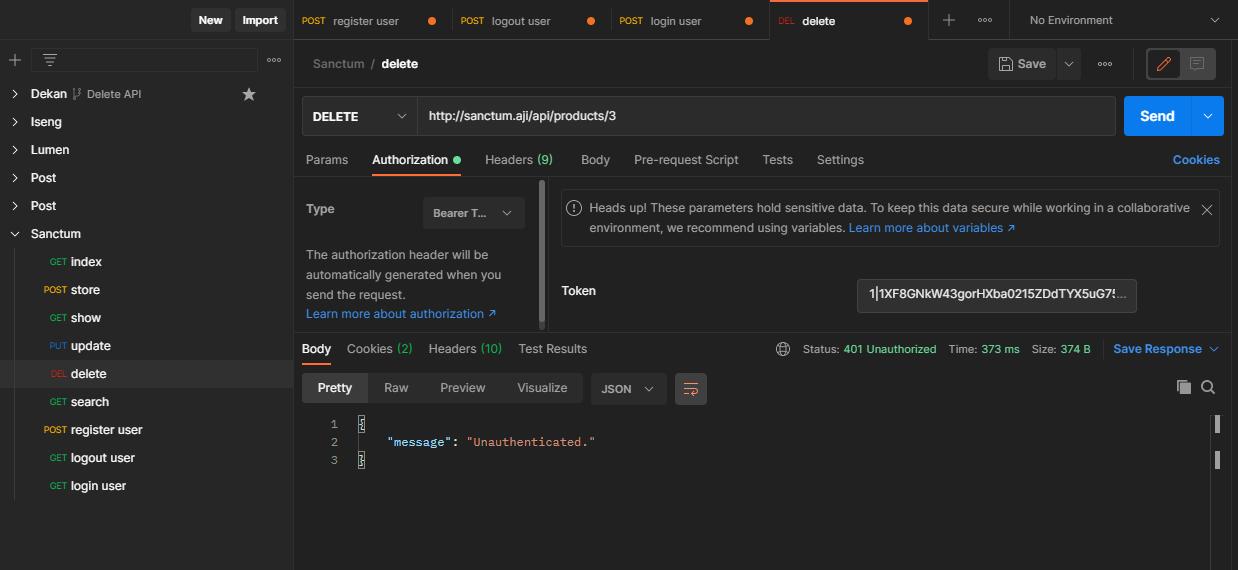 New Import
POST register user
POST logout user
POST login user
DEL delete
No Environment
Sanctum / delete
Save
Dekan Delete API
Iseng
Lumen
Post
Post
Sanctum
GET index
POST store
GET show
PUT update
DEL delete
GET search
POST register user
GET logout user
GET login user
DELETE http://sanctum.aji/api/products/3 Send
Params Authorization Headers (9) Body Pre-request Script Tests Settings Cookies
Type Bearer T...
The authorization header will be
automatically generated when you
send the request.
Learn more about authorization ↗
Heads up! These parameters hold sensitive data. To keep this data secure while working in a collaborative
environment, we recommend using variables. Learn more about variables ↗
Token 1|1XF8GNkW43gorHXba0215ZDdTYX5uG7...
Body Cookies (2) Headers (10) Test Results Status: 401 Unauthorized Time: 373 ms Size: 374 B Save Response
Pretty Raw Preview Visualize JSON
1 {
2 "message": "Unauthenticated."
3 }